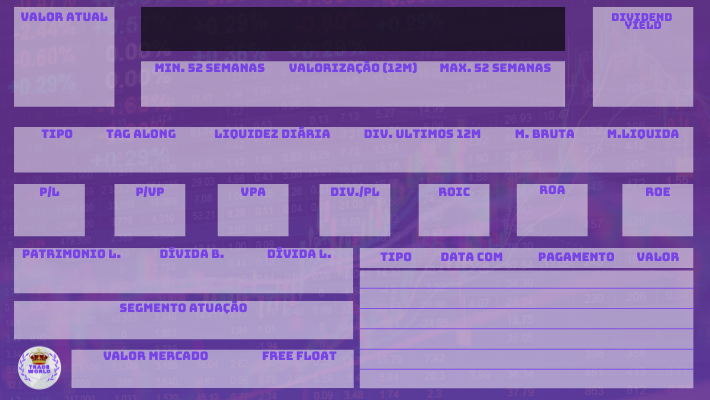 VALOR ATUAL
DIVIDEND
YIELD
MIN. 52 SEMANAS VALORIZAÇÃO (12M) MAX. 52 SEMANAS
TIPO TAG ALONG LIQUIDEZ DIÁRIA DIV. ULTIMOS 12M M. BRUTA M.LIQUIDA
P/L P/VP VPA DIV./PL ROIC ROA ROE
PATRIMONIO L. DÍVIDA B. DÍVIDA L.
TIPO DATA COM PAGAMENTO VALOR
SEGMENTO ATUAÇÃO
VALOR MERCADO FREE FLOAT
TRADE
WORLD